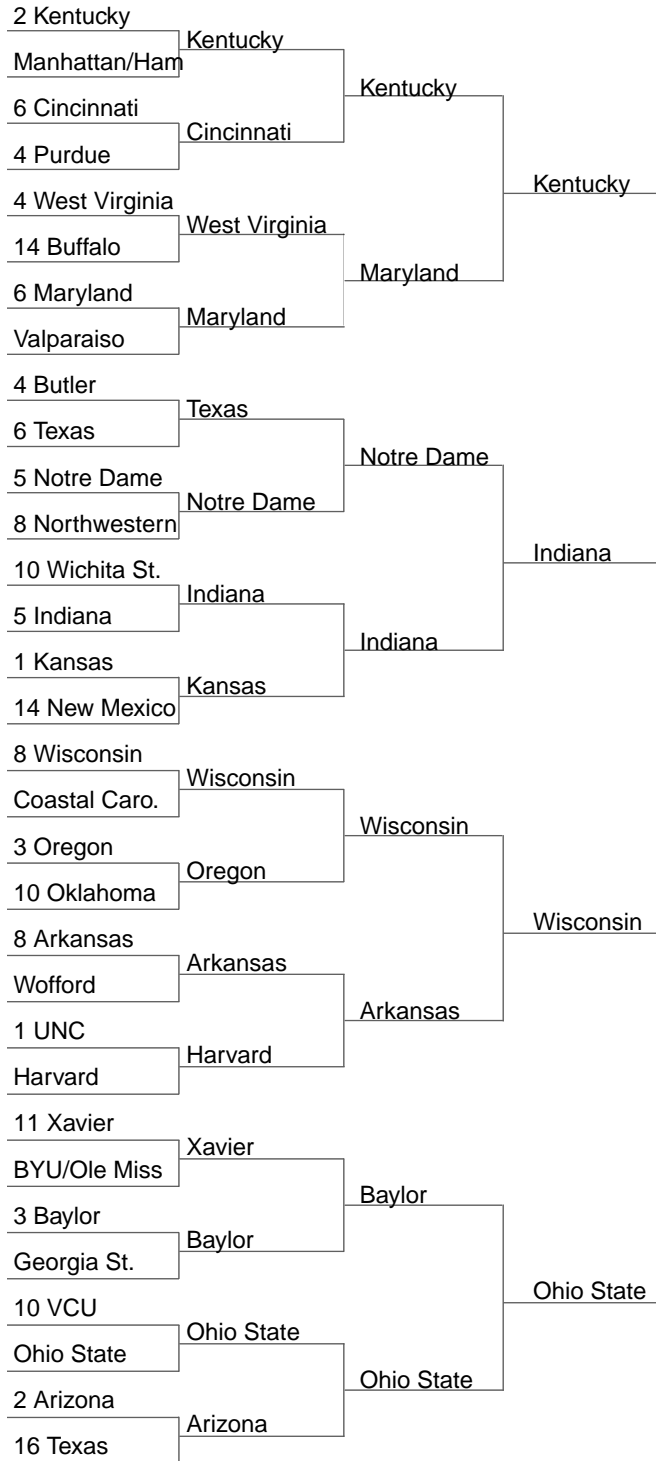 2 Kentucky
Manhattan/Ham
6 Cincinnati
4 Purdue
4 West Virginia
14 Buffalo
6 Maryland
Valparaiso
4 Butler
6 Texas
5 Notre Dame
8 Northwestern
10 Wichita St.
5 Indiana
1 Kansas
14 New Mexico
8 Wisconsin
Coastal Caro.
3 Oregon
10 Oklahoma
8 Arkansas
Wofford
1 UNC
Harvard
11 Xavier
BYU/Ole Miss
3 Baylor
Georgia St.
10 VCU
Ohio State
2 Arizona
16 Texas
Kentucky
Cincinnati
West Virginia
Maryland
Texas
Notre Dame
Indiana
Kansas
Wisconsin
Oregon
Arkansas
Harvard
Xavier
Baylor
Ohio State
Arizona
Kentucky
Maryland
Notre Dame
Indiana
Wisconsin
Arkansas
Baylor
Ohio State
Kentucky
Indiana
Wisconsin
Ohio State